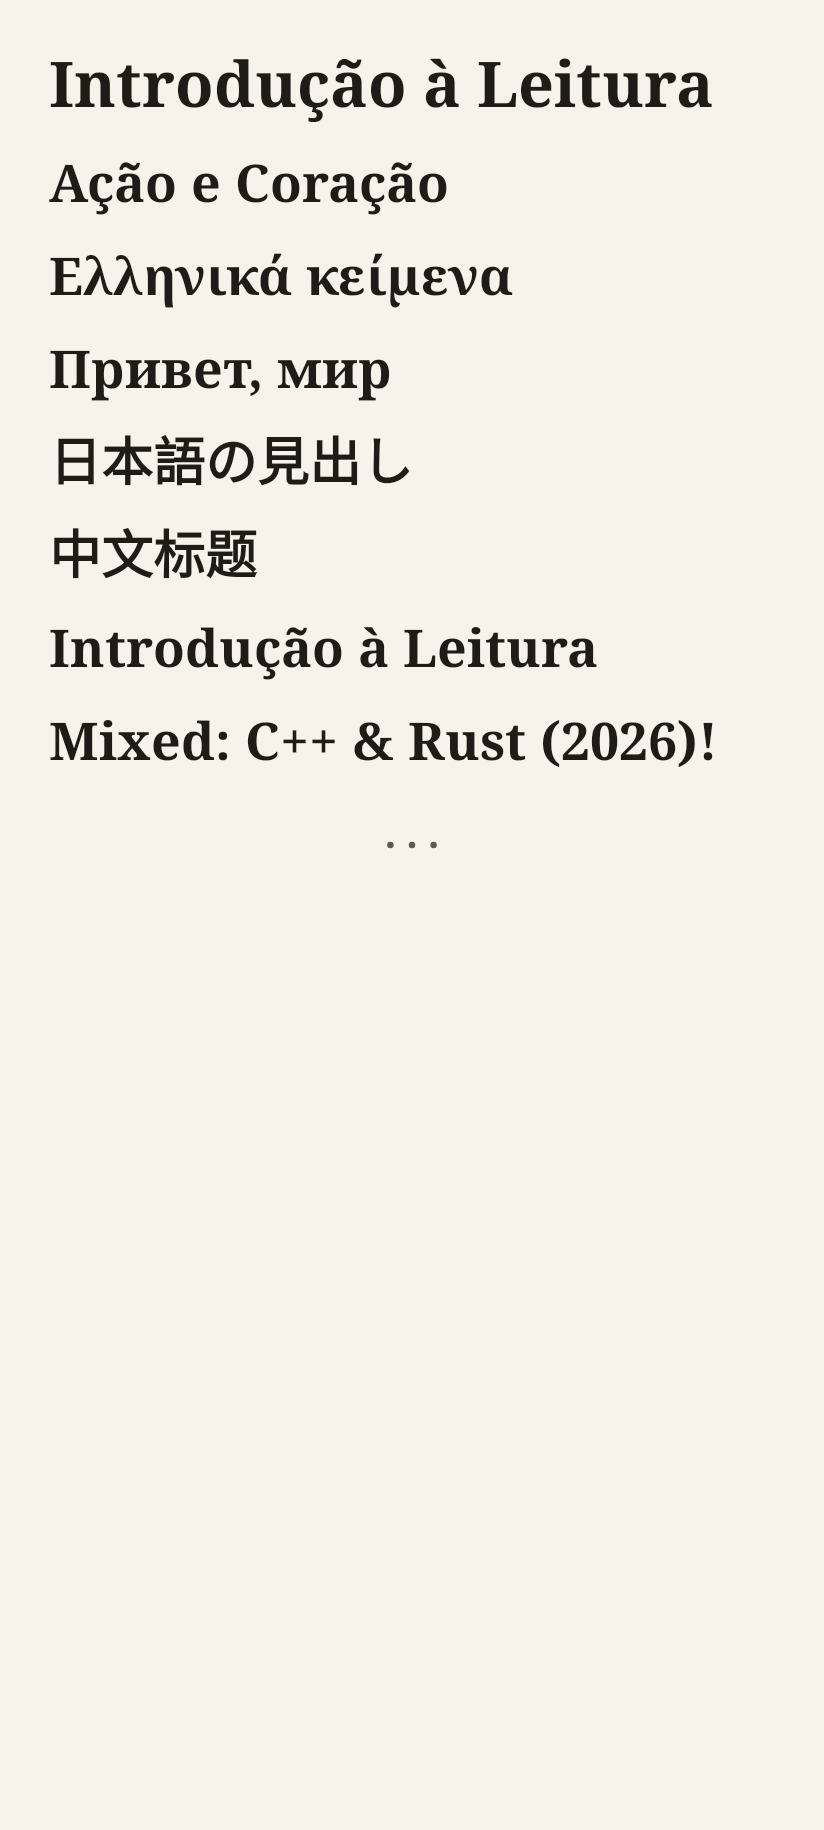 Introdução à Leitura
Ação e Coração
Ελληνικά κείμενα
Привет, мир
日本語の見出し
中文标题
Introdução à Leitura
Mixed: C++ & Rust (2026)!
···